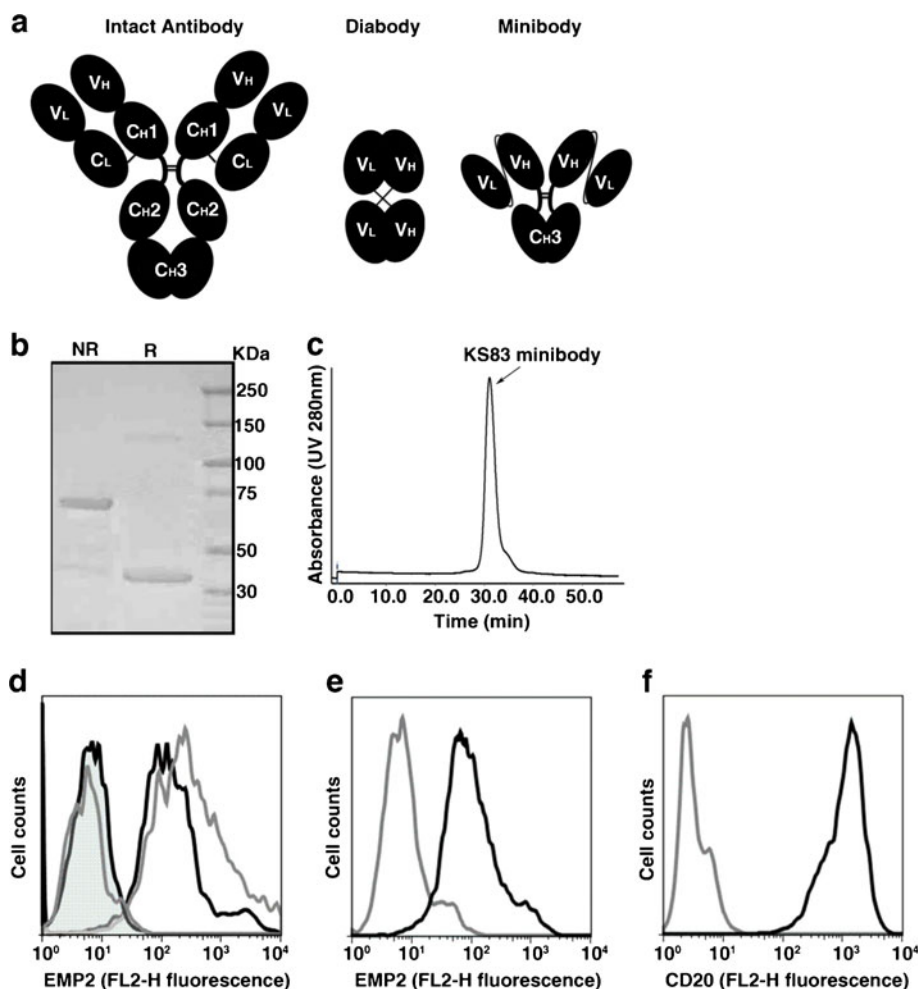 a
Intact Antibody Diabody Minibody
VH VH
VL VL
CH1 CH1
CL CL
CH2 CH2
CH3
VL VH
VL VH
VH VH
VL VL
CH3
b
NR R KDa
250
150
100
75
50
30
c
KS83 minibody
Absorbance (UV 280nm)
0.0 10.0 20.0 30.0 40.0 50.0
Time (min)
d
Cell counts
10⁰ 10¹ 10² 10³ 10⁴
EMP2 (FL2-H fluorescence)
e
Cell counts
10⁰ 10¹ 10² 10³ 10⁴
EMP2 (FL2-H fluorescence)
f
Cell counts
10⁰ 10¹ 10² 10³ 10⁴
CD20 (FL2-H fluorescence)